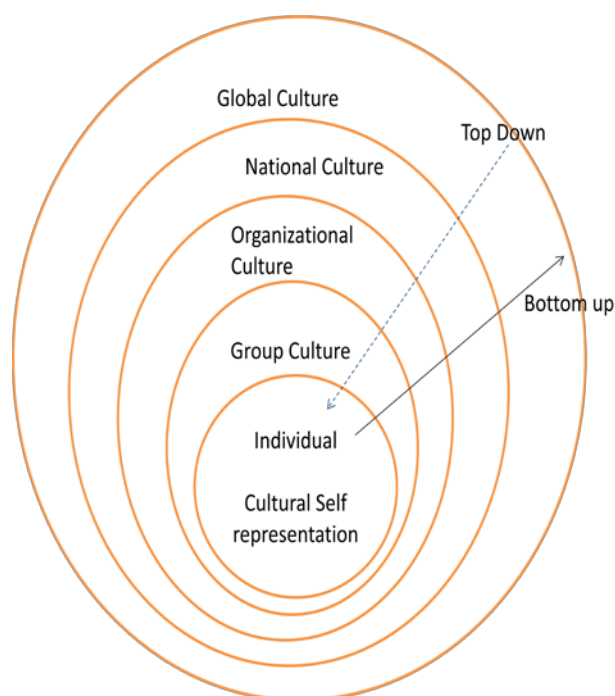 Global Culture
Top Down
National Culture
Organizational
Culture
Bottom up
Group Culture
Individual
Cultural Self
representation